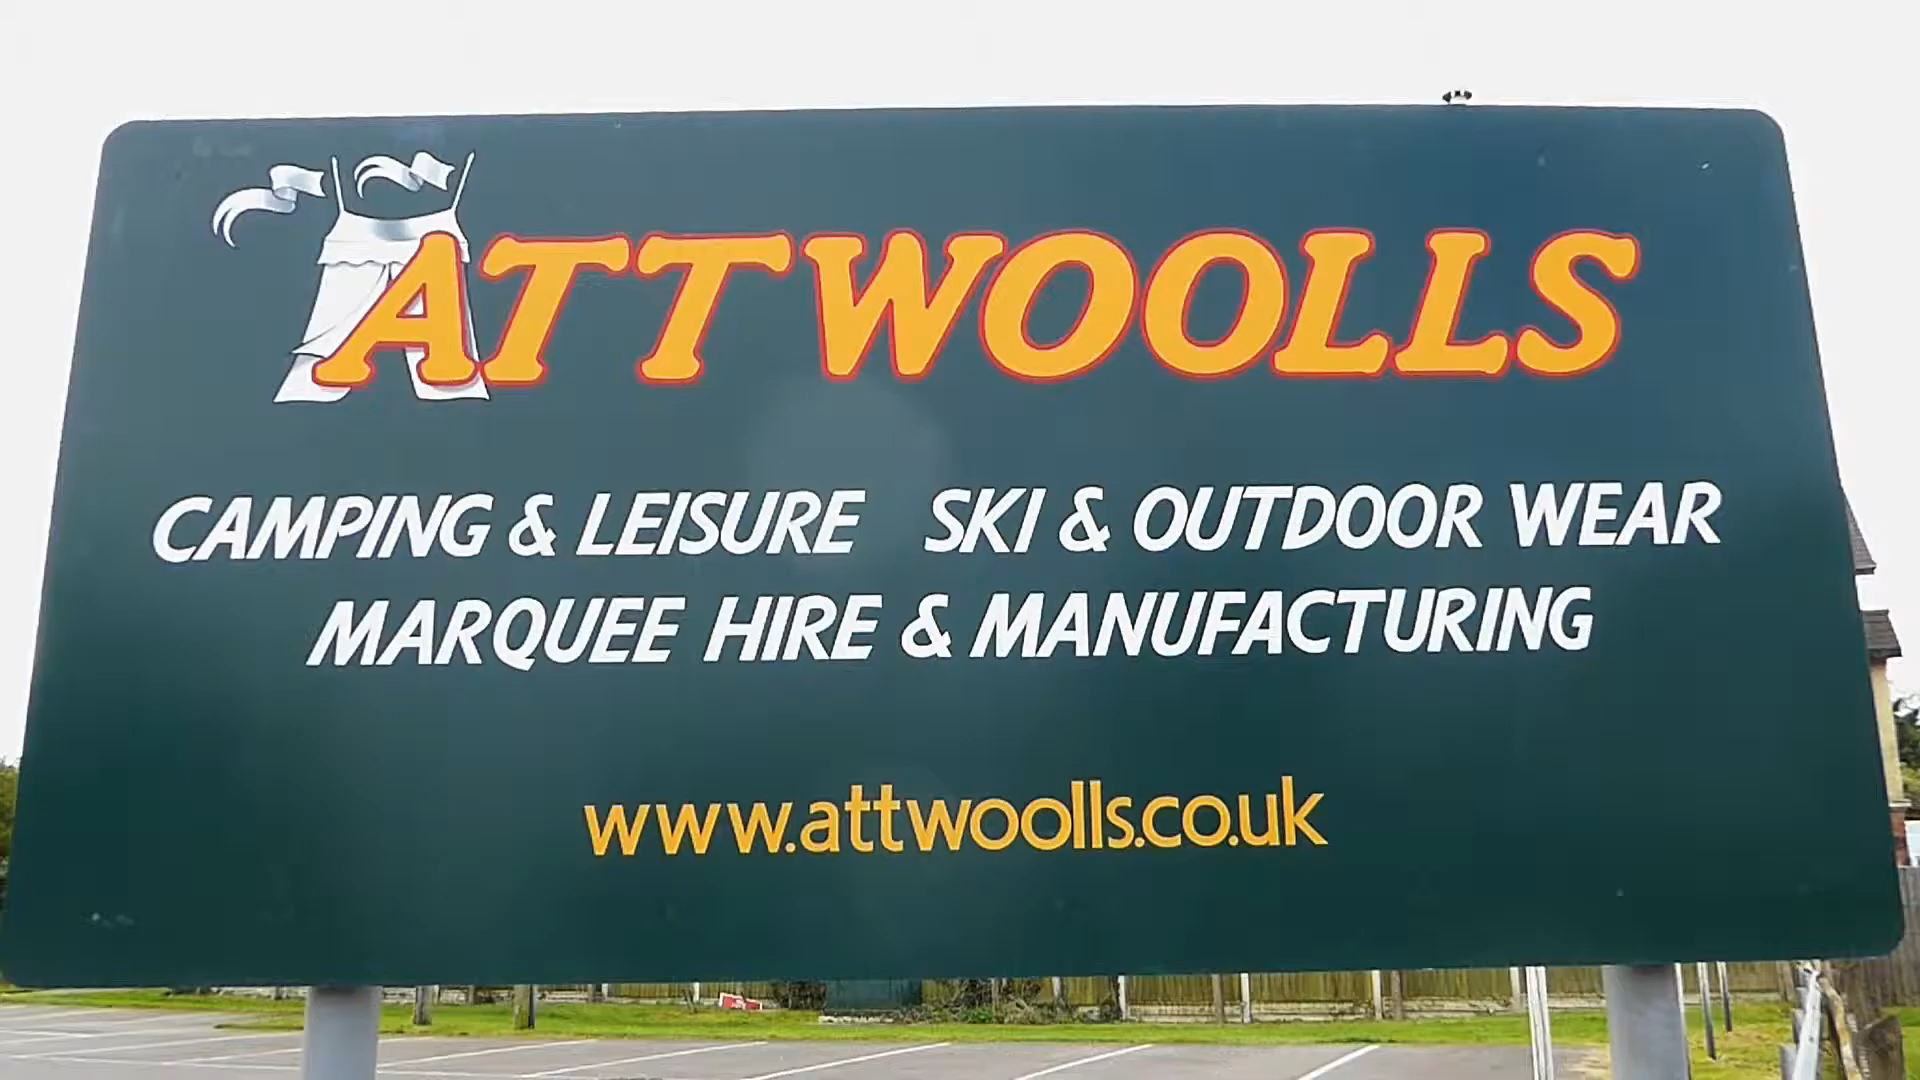 ATTWOOLLS
CAMPING & LEISURE SKI & OUTDOOR WEAR
MARQUEE HIRE & MANUFACTURING
www.attwoolls.co.uk